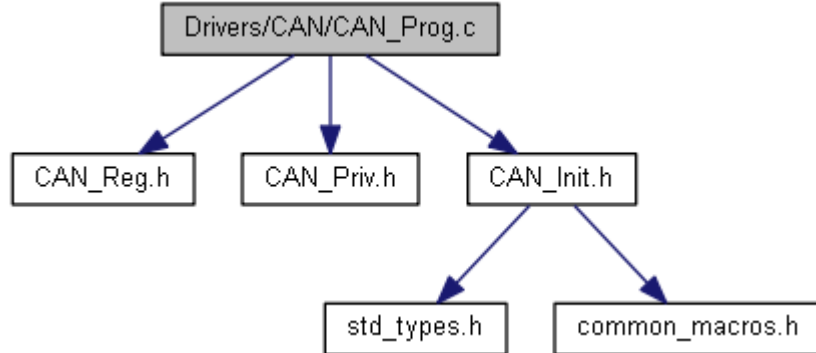 Drivers/CAN/CAN_Prog.c
CAN_Reg.h
CAN_Priv.h
CAN_Init.h
std_types.h
common_macros.h